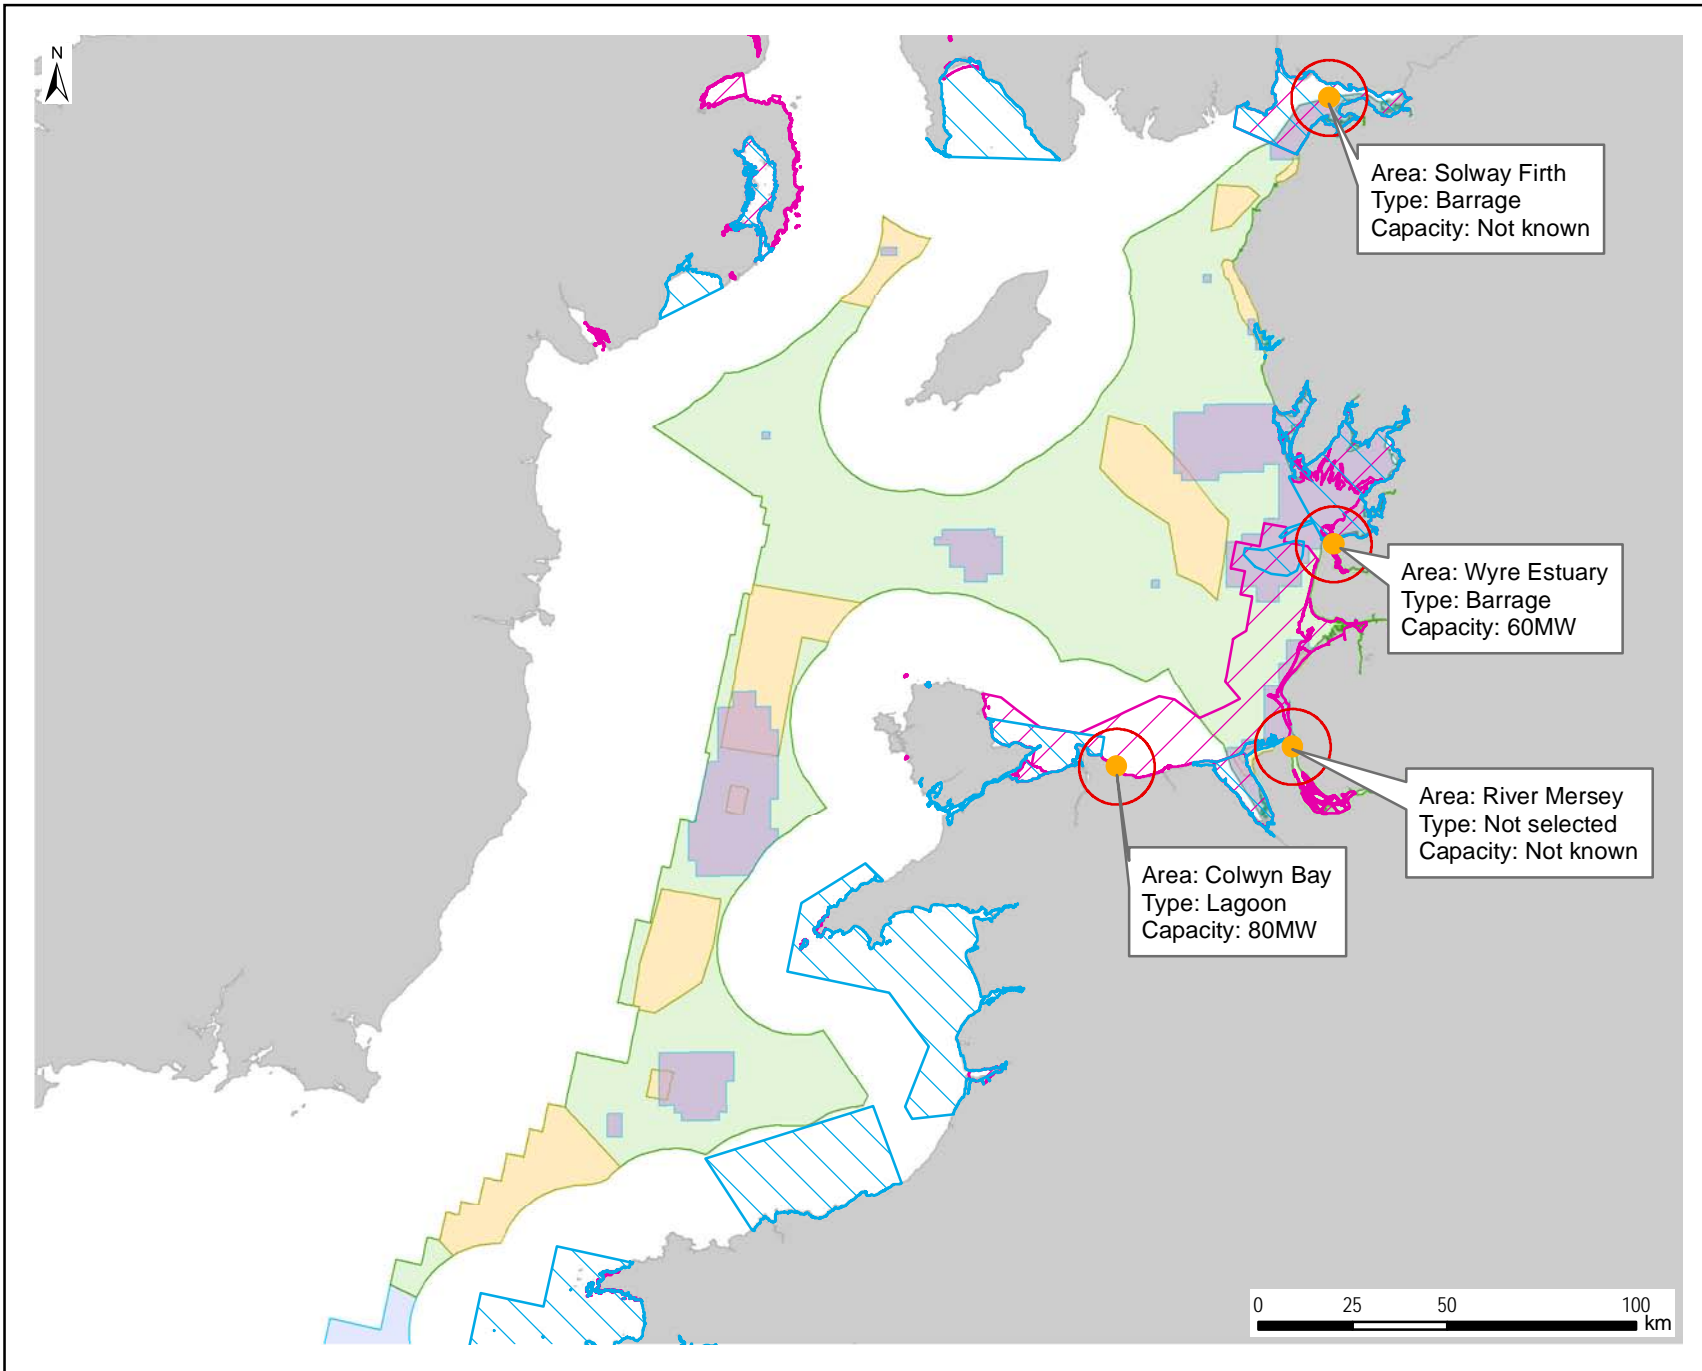 N
Area: Solway Firth
Type: Barrage
Capacity: Not known
Area: Wyre Estuary
Type: Barrage
Capacity: 60MW
Area: River Mersey
Type: Not selected
Capacity: Not known
Area: Colwyn Bay
Type: Lagoon
Capacity: 80MW
0 25 50 100
km